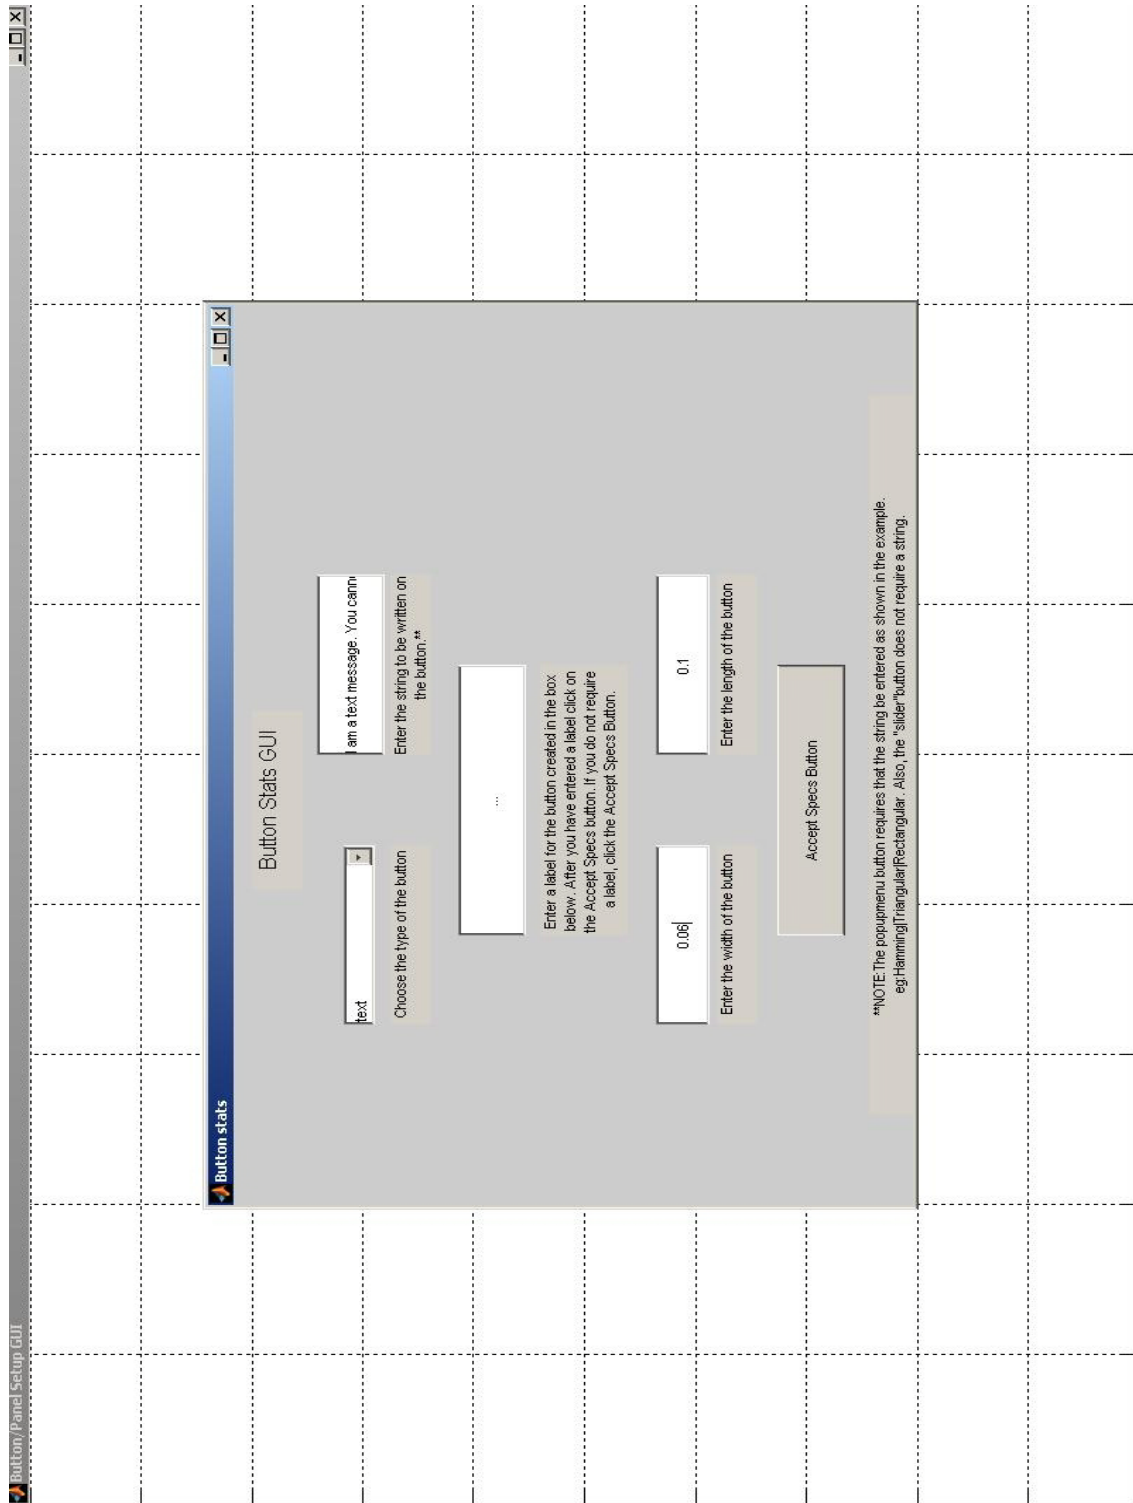 Button/Panel Setup GUI
Button stats
Button Stats GUI
text
I am a text message. You cann
Choose the type of the button
Enter the string to be written on
the button.**
...
Enter a label for the button created in the box
below. After you have entered a label click on
the Accept Specs button. If you do not require
a label, click the Accept Specs Button.
0.06
0.1
Enter the width of the button
Enter the length of the button
Accept Specs Button
**NOTE:The popupmenu button requires that the string be entered as shown in the example.
eg:Hamming|Triangular|Rectangular. Also, the "slider"button does not require a string.